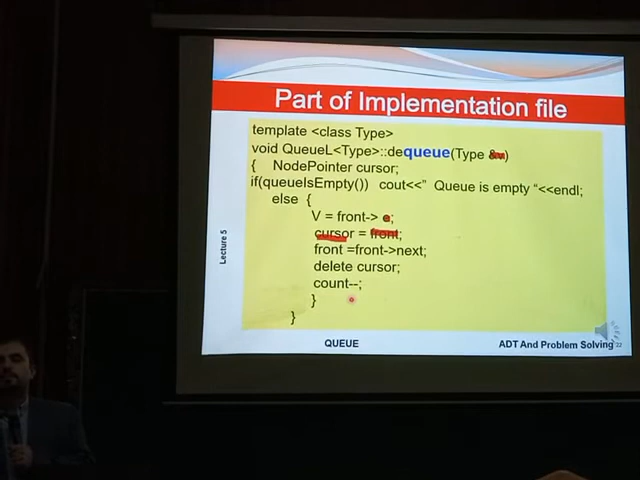 Part of Implementation file
template <class Type>
void QueueL<Type>::dequeue(Type &v)
{ NodePointer cursor;
if(queueIsEmpty()) cout<<" Queue is empty "<<endl;
else {
V = front-> e;
cursor = front;
front =front->next;
delete cursor;
count--;
}
}
Lecture 5
QUEUE
ADT And Problem Solving 22